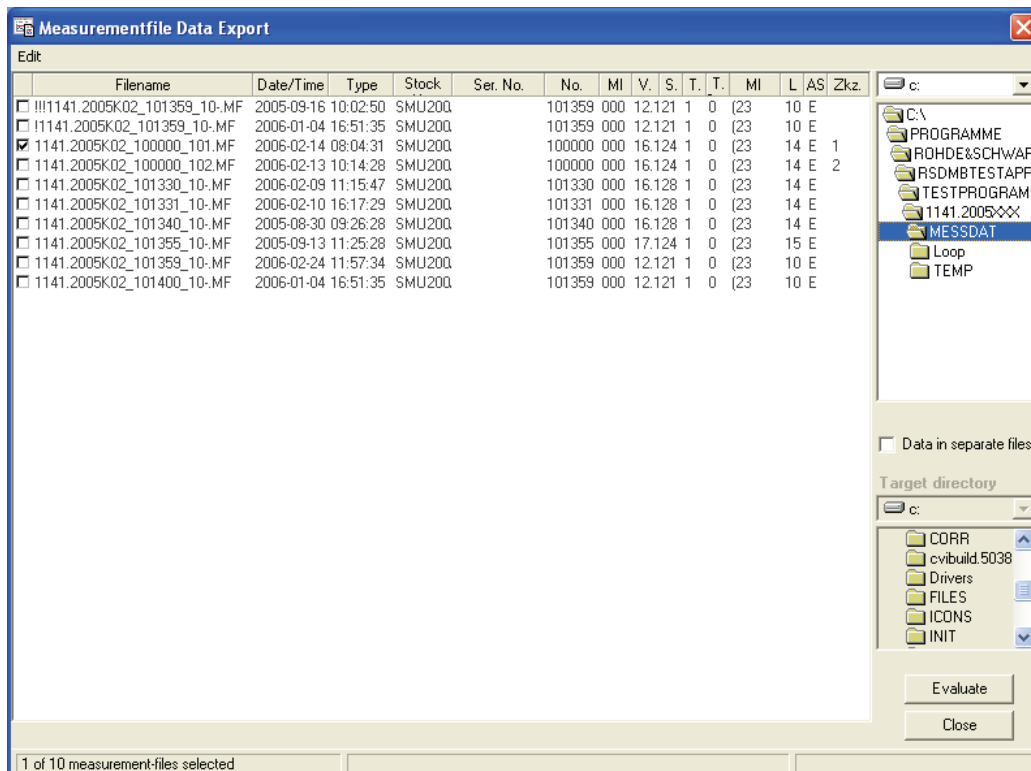 Measurementfile Data Export
Edit
Filename Date/Time Type Stock Ser. No. No. MI V. S. T. T. MI L AS Zkz. c:
!!!1141.2005K02_101359_10-.MF 2005-09-16 10:02:50 SMU200 101359 000 12.121 1 0 (23 10 E
!1141.2005K02_101359_10-.MF 2006-01-04 16:51:35 SMU200 101359 000 12.121 1 0 (23 10 E
1141.2005K02_100000_101.MF 2006-02-14 08:04:31 SMU200 100000 000 16.124 1 0 (23 14 E 1
1141.2005K02_100000_102.MF 2006-02-13 10:14:28 SMU200 100000 000 16.124 1 0 (23 14 E 2
1141.2005K02_101330_10-.MF 2006-02-09 11:15:47 SMU200 101330 000 16.128 1 0 (23 14 E
1141.2005K02_101331_10-.MF 2006-02-10 16:17:29 SMU200 101331 000 16.128 1 0 (23 14 E
1141.2005K02_101340_10-.MF 2005-08-30 09:26:28 SMU200 101340 000 16.128 1 0 (23 14 E
1141.2005K02_101355_10-.MF 2005-09-13 11:25:28 SMU200 101355 000 17.124 1 0 (23 15 E
1141.2005K02_101359_10-.MF 2006-02-24 11:57:34 SMU200 101359 000 12.121 1 0 (23 10 E
1141.2005K02_101400_10-.MF 2006-01-04 16:51:35 SMU200 101359 000 12.121 1 0 (23 10 E
C:\
PROGRAMME
ROHDE&SCHWAR
RSDMBTESTAPP
TESTPROGRAM
1141.2005XXX
MESSDAT
Loop
TEMP
Data in separate files
Target directory
c:
CORR
cvibuild.5038
Drivers
FILES
ICONS
INIT
Evaluate
Close
1 of 10 measurement-files selected